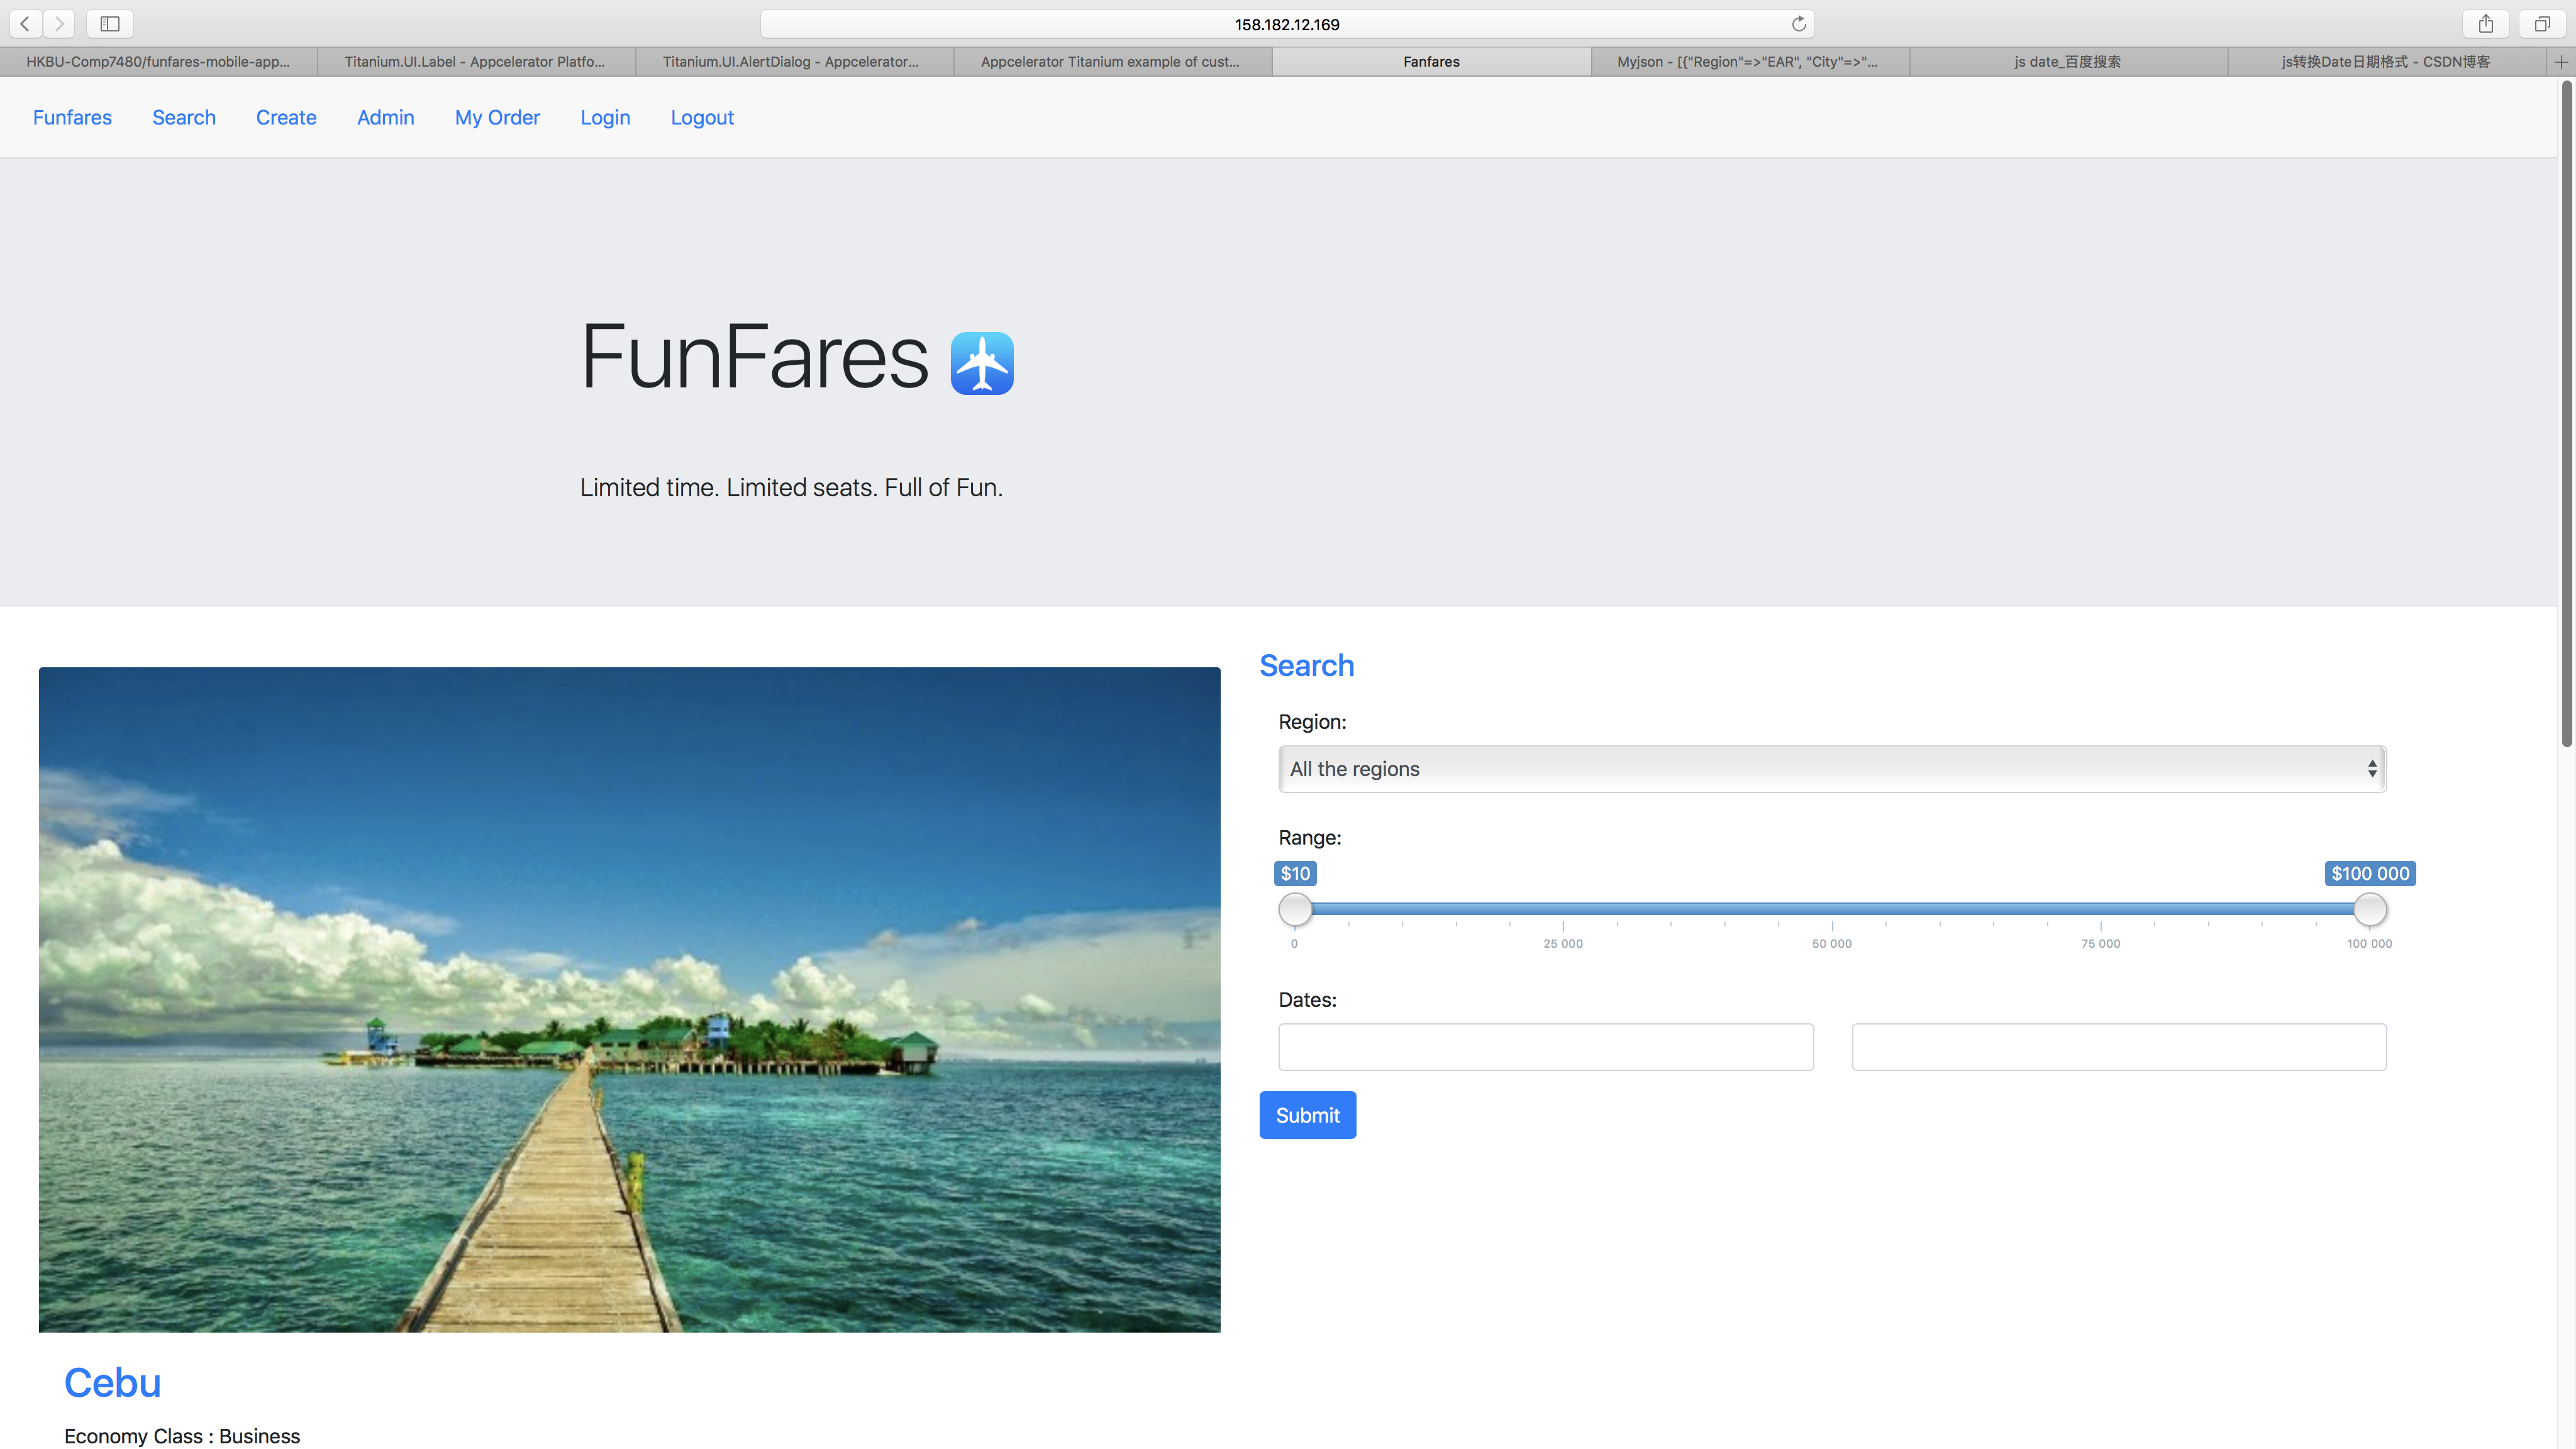 158.182.12.169
HKBU-Comp7480/funfares-mobile-app...
Titanium.UI.Label - Appcelerator Platfo...
Titanium.UI.AlertDialog - Appcelerator...
Appcelerator Titanium example of cust...
Fanfares
Myjson - [{"Region"=>"EAR", "City"=>"...
js date_百度搜索
js转换Date日期格式 - CSDN博客
Funfares
Search
Create
Admin
My Order
Login
Logout
FunFares
Limited time. Limited seats. Full of Fun.
Search
Region:
All the regions
Range:
$10
$100 000
0
25 000
50 000
75 000
100 000
Dates:
Submit
Cebu
Economy Class : Business